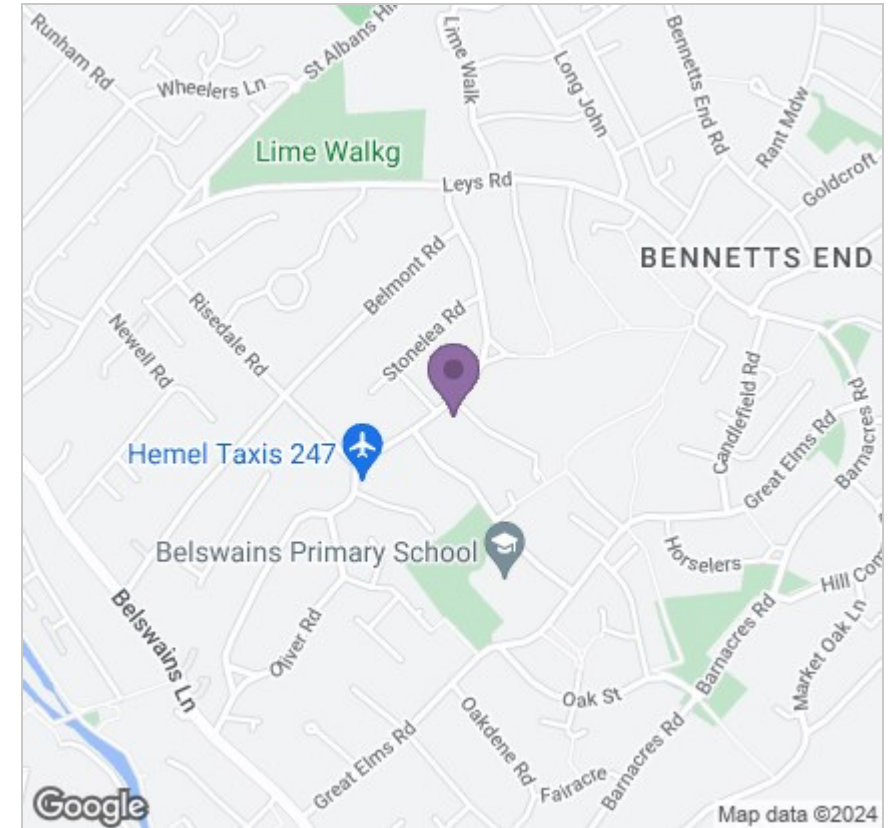 Runham Rd
St Albans Hil
Wheelers Ln
Lime Walk
Long John
Bennetts End Rd
Rant Mdw
Goldcroft
Lime Walkg
Leys Rd
BENNETTS END
Belmont Rd
Risedale Rd
Stonelea Rd
Newell Rd
Candlefield Rd
Great Elms Rd
Barnacres Rd
Hemel Taxis 247
Belswains Primary School
Horselers
Hill Com
Belswains Ln
Oliver Rd
Barnacres Rd
Market Oak Ln
Oak St
Great Elms Rd
Oakdene Rd
Fairacre
Barnacres Rd
Google
Map data ©2024